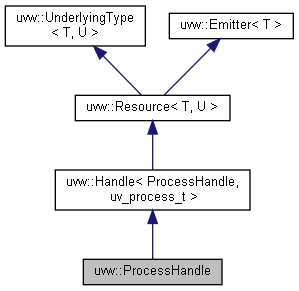 uvw::UnderlyingType
< T, U >
uvw::Emitter< T >
uvw::Resource< T, U >
uvw::Handle< ProcessHandle,
uv_process_t >
uvw::ProcessHandle